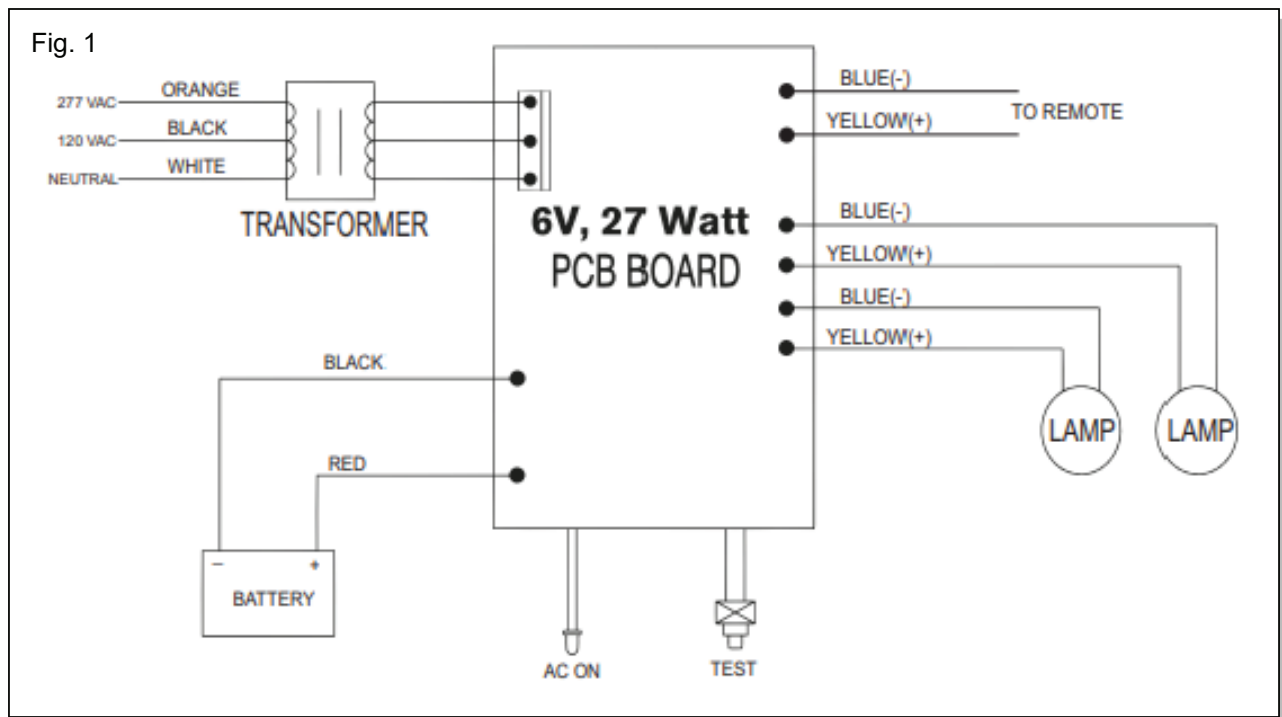 Fig. 1
277 VAC
ORANGE
120 VAC
BLACK
NEUTRAL
WHITE
TRANSFORMER
6V, 27 Watt
PCB BOARD
BLUE(-)
YELLOW(+)
TO REMOTE
BLUE(-)
YELLOW(+)
BLUE(-)
YELLOW(+)
LAMP
LAMP
BLACK
RED
− +
BATTERY
AC ON
TEST